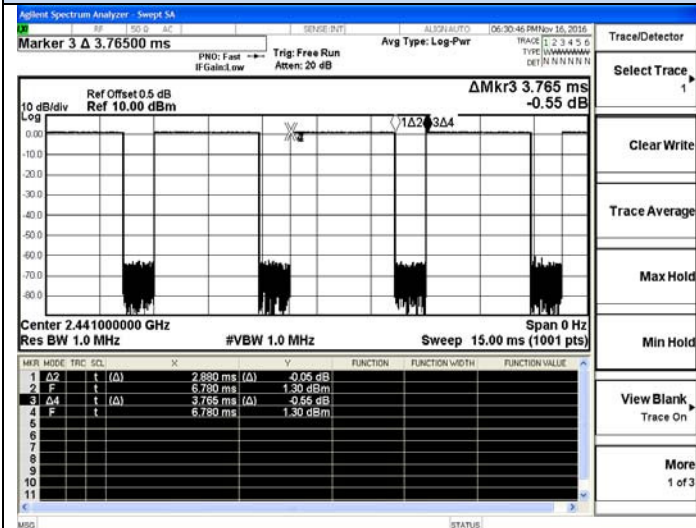 Agilent Spectrum Analyzer - Swept SA
RF 50 Ω AC SENSE:INT ALIGN AUTO 06:30:46 PM Nov 16, 2016
Marker 3 Δ 3.76500 ms
PNO: Fast
IFGain:Low
Trig: Free Run
Atten: 20 dB
Avg Type: Log-Pwr
TRACE 1 2 3 4 5 6
TYPE
DET N N N N N N
Ref Offset 0.5 dB
10 dB/div Ref 10.00 dBm
ΔMkr3 3.765 ms
-0.55 dB
Log
0.00
-10.0
-20.0
-30.0
-40.0
-50.0
-60.0
-70.0
-80.0
1Δ2
3Δ4
Center 2.441000000 GHz
Span 0 Hz
Res BW 1.0 MHz
#VBW 1.0 MHz
Sweep 15.00 ms (1001 pts)
MKR MODE TRC SCL X Y FUNCTION FUNCTION WIDTH FUNCTION VALUE
1 Δ2 t (Δ) 2.880 ms (Δ) -0.05 dB
2 F t 6.780 ms 1.30 dBm
3 Δ4 t (Δ) 3.765 ms (Δ) -0.55 dB
4 F t 6.780 ms 1.30 dBm
5
6
7
8
9
10
11
MSG
STATUS
Trace/Detector
Select Trace
1
Clear Write
Trace Average
Max Hold
Min Hold
View Blank
Trace On
More
1 of 3